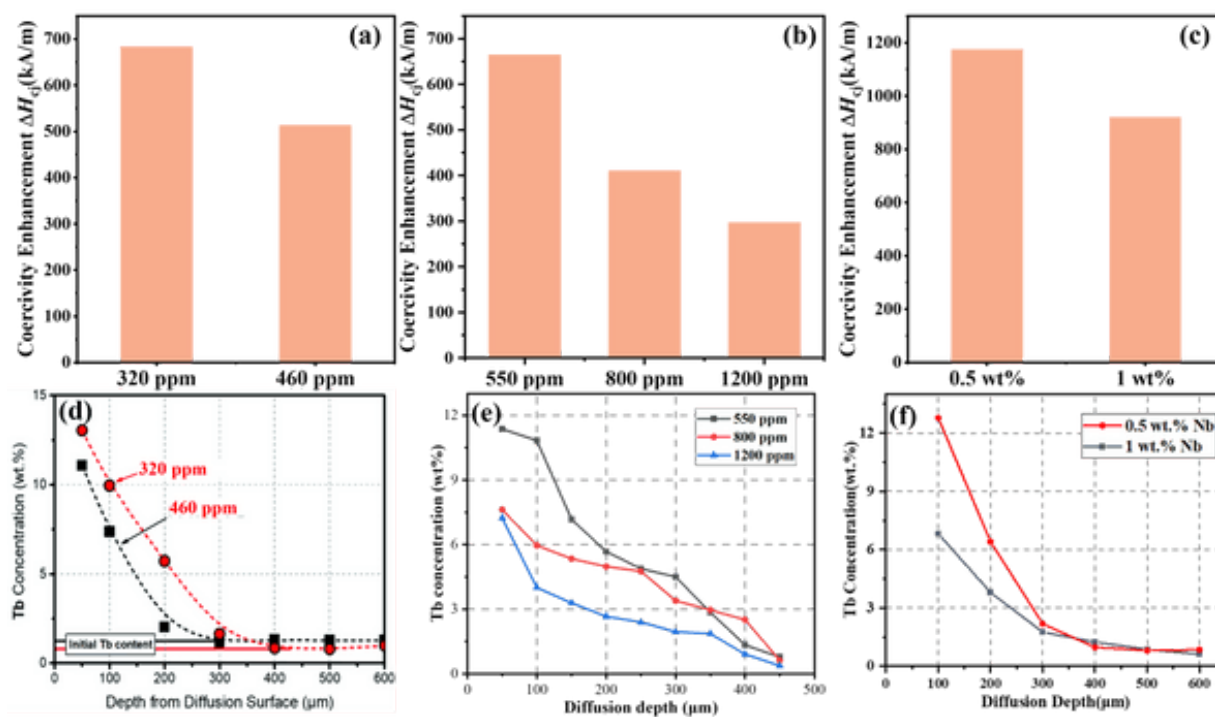 (a)
Coercivity Enhancement ΔHcj(kA/m)
700
600
500
400
300
200
100
0
320 ppm 460 ppm
(b)
Coercivity Enhancement ΔHcj(kA/m)
700
600
500
400
300
200
100
0
550 ppm 800 ppm 1200 ppm
(c)
Coercivity Enhancement ΔHcj(kA/m)
1200
1000
800
600
400
200
0
0.5 wt% 1 wt%
(d)
Tb Concentration (wt.%)
15
10
5
0
320 ppm
460 ppm
Initial Tb content
0 100 200 300 400 500 600
Depth from Diffusion Surface (μm)
(e)
Tb concentration (wt%)
12
9
6
3
0
550 ppm
800 ppm
1200 ppm
0 100 200 300 400 500
Diffusion depth (μm)
(f)
Tb Concentration(wt.%)
12
9
6
3
0
0.5 wt.% Nb
1 wt.% Nb
100 200 300 400 500 600
Diffusion Depth(μm)